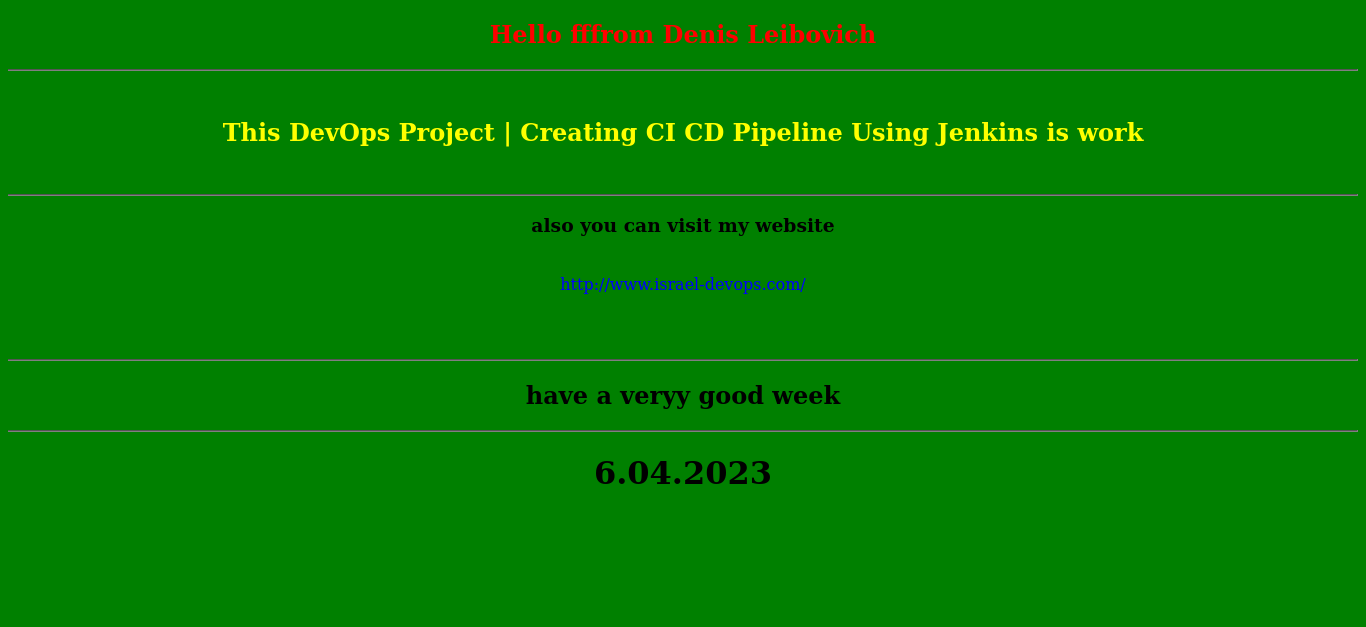 Hello fffrom Denis Leibovich
This DevOps Project | Creating CI CD Pipeline Using Jenkins is work
also you can visit my website
http://www.israel-devops.com/
have a veryy good week
6.04.2023